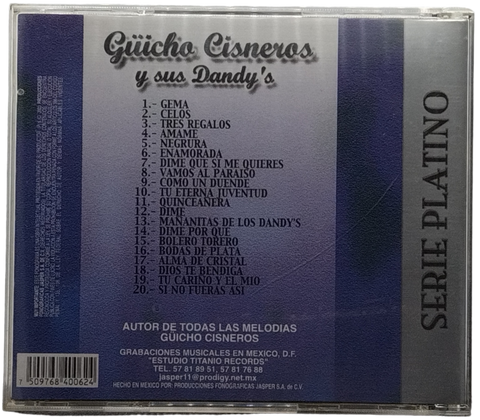 Güicho Cisneros
y sus Dandy's
1.- GEMA
2.- CELOS
3.- TRES REGALOS
4.- AMAME
5.- NEGRURA
6.- ENAMORADA
7.- DIME QUE SI ME QUIERES
8.- VAMOS AL PARAISO
9.- COMO UN DUENDE
10.- TU ETERNA JUVENTUD
11.- QUINCEAÑERA
12.- DIME
13.- MAÑANITAS DE LOS DANDY'S
14.- DIME POR QUE
15.- BOLERO TORERO
16.- BODAS DE PLATA
17.- ALMA DE CRISTAL
18.- DIOS TE BENDIGA
19.- TU CARIÑO Y EL MIO
20.- SI NO FUERAS ASI
AUTOR DE TODAS LAS MELODIAS
GÜICHO CISNEROS
GRABACIONES MUSICALES EN MEXICO, D.F.
"ESTUDIO TITANIO RECORDS"
TEL. 57 81 89 51, 57 81 76 88
jasper11@prodigy.net.mx
HECHO EN MÉXICO POR: PRODUCCIONES FONOGRÁFICAS JASPER S.A. de C.V.
7 509768 400624
SERIE PLATINO